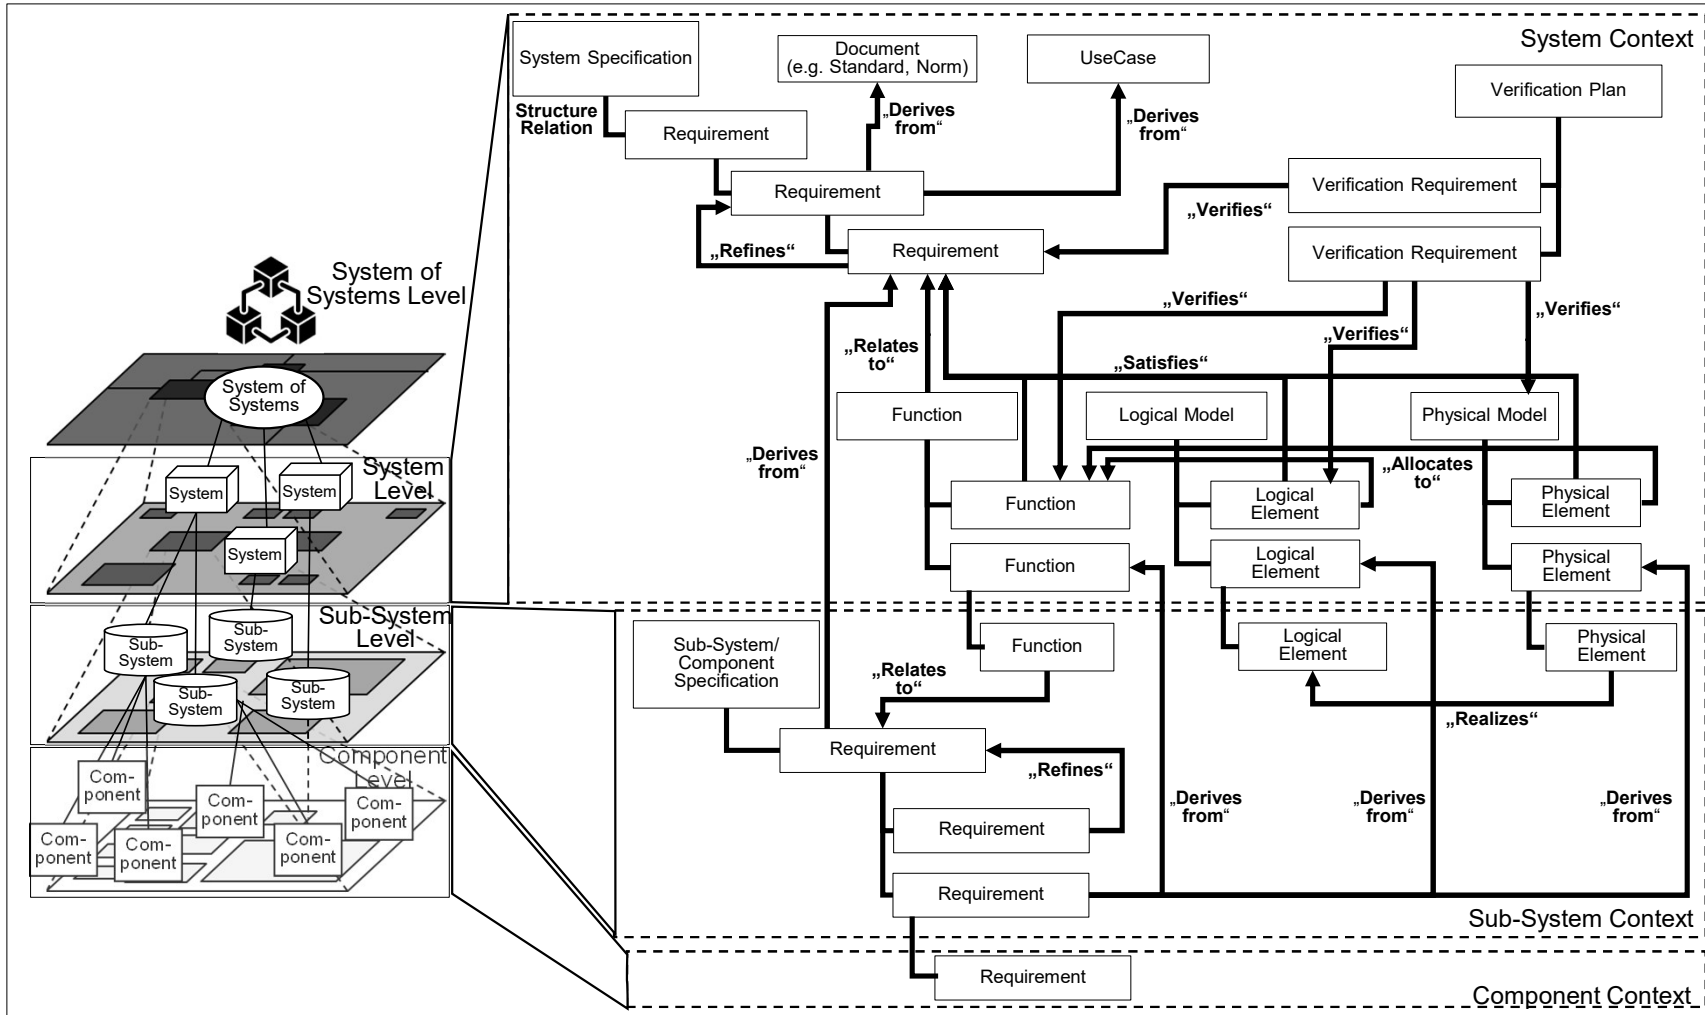 System of
Systems Level
System of
Systems
System
Level
System
System
System
Sub-System
Level
Sub-
System
Sub-
System
Sub-
System
Sub-
System
Component
Level
Com-
ponent
Com-
ponent
Com-
ponent
Com-
ponent
Com-
ponent
Com-
ponent
System Context
System Specification
Document
(e.g. Standard, Norm)
UseCase
Verification Plan
Structure
Relation
„Derives
from“
„Derives
from“
Requirement
Requirement
Verification Requirement
„Verifies“
„Refines“
Requirement
Verification Requirement
„Verifies“
„Verifies“
„Verifies“
„Relates
to“
„Satisfies“
Function
Logical Model
Physical Model
„Derives
from“
„Allocates
to“
Function
Logical
Element
Physical
Element
Function
Logical
Element
Physical
Element
Sub-System/
Component
Specification
Function
Logical
Element
Physical
Element
„Relates
to“
„Realizes“
Requirement
„Refines“
„Derives
from“
„Derives
from“
„Derives
from“
Requirement
Requirement
Sub-System Context
Requirement
Component Context